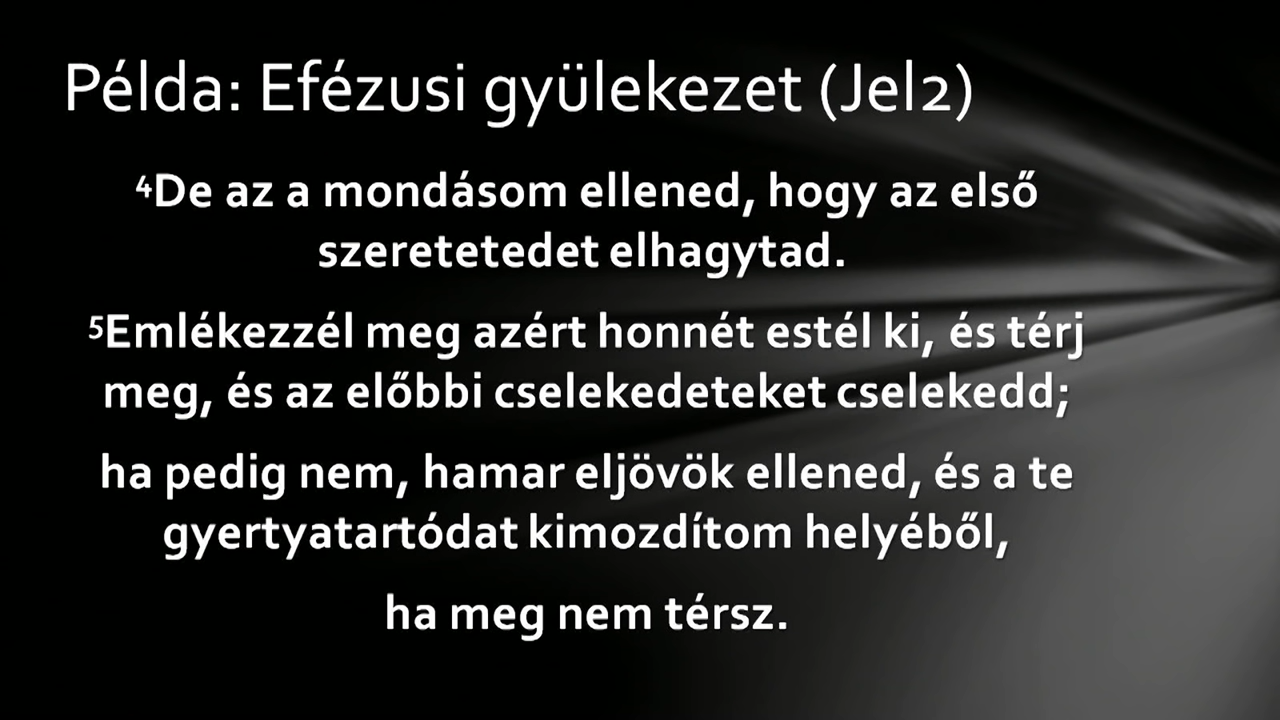 Példa: Efézusi gyülekezet (Jel2)
⁴De az a mondásom ellened, hogy az első
szeretetedet elhagytad.
⁵Emlékezzél meg azért honnét estél ki, és térj
meg, és az előbbi cselekedeteket cselekedd;
ha pedig nem, hamar eljövök ellened, és a te
gyertyatartódat kimozdítom helyéből,
ha meg nem térsz.